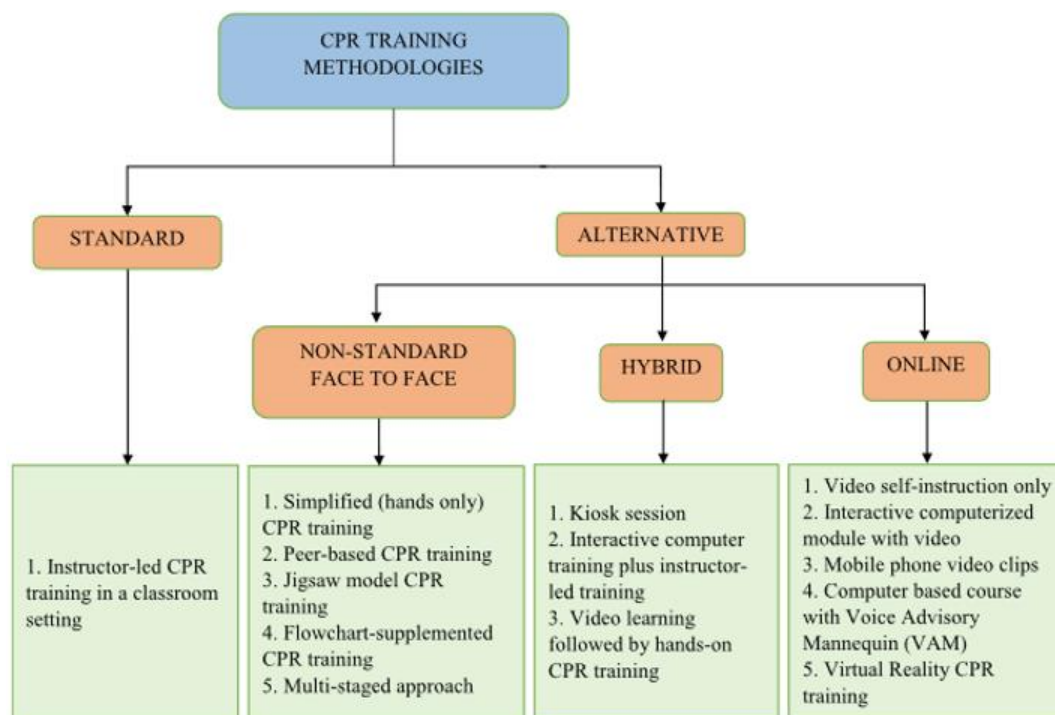 CPR TRAINING
METHODOLOGIES
STANDARD
ALTERNATIVE
NON-STANDARD
FACE TO FACE
HYBRID
ONLINE
1. Instructor-led CPR
training in a classroom
setting
1. Simplified (hands only)
CPR training
2. Peer-based CPR training
3. Jigsaw model CPR
training
4. Flowchart-supplemented
CPR training
5. Multi-staged approach
1. Kiosk session
2. Interactive computer
training plus instructor-
led training
3. Video learning
followed by hands-on
CPR training
1. Video self-instruction only
2. Interactive computerized
module with video
3. Mobile phone video clips
4. Computer based course
with Voice Advisory
Mannequin (VAM)
5. Virtual Reality CPR
training